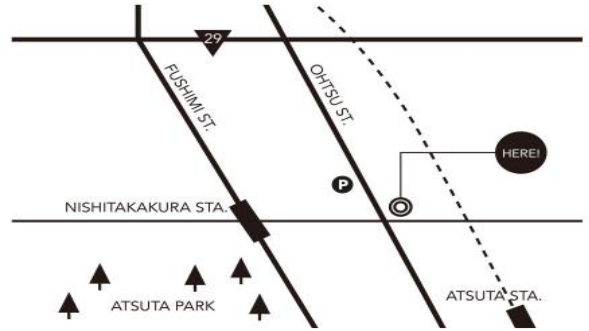 29
FUSHIMI ST.
OHTSU ST.
HERE!
P
NISHITAKAKURA STA.
ATSUTA STA.
ATSUTA PARK